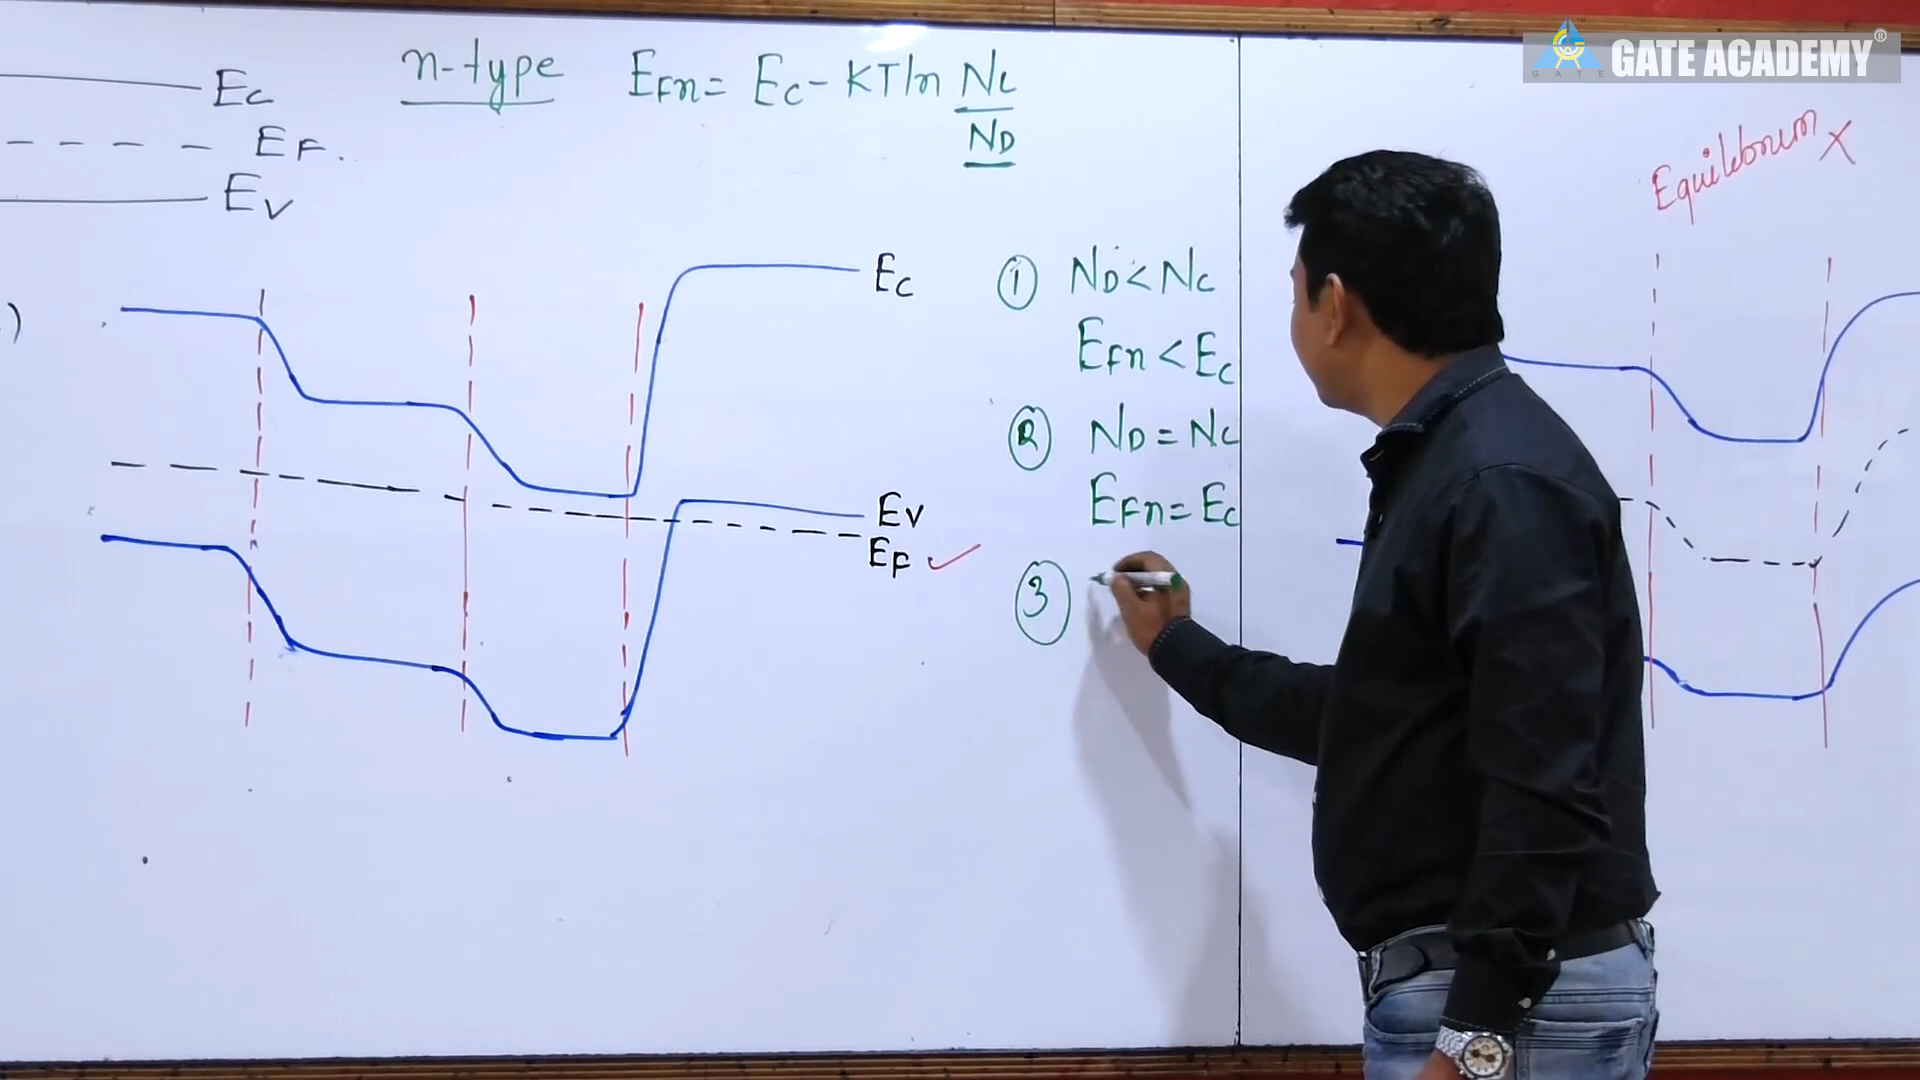 GATE ACADEMY®
GATE
n-type EFn = EC - KT ln NC / ND
EC
EF.
EV
Equilibrium X
)
EC
EV
EF ✓
① ND < NC
EFn < EC
② ND = NC
EFn = EC
③